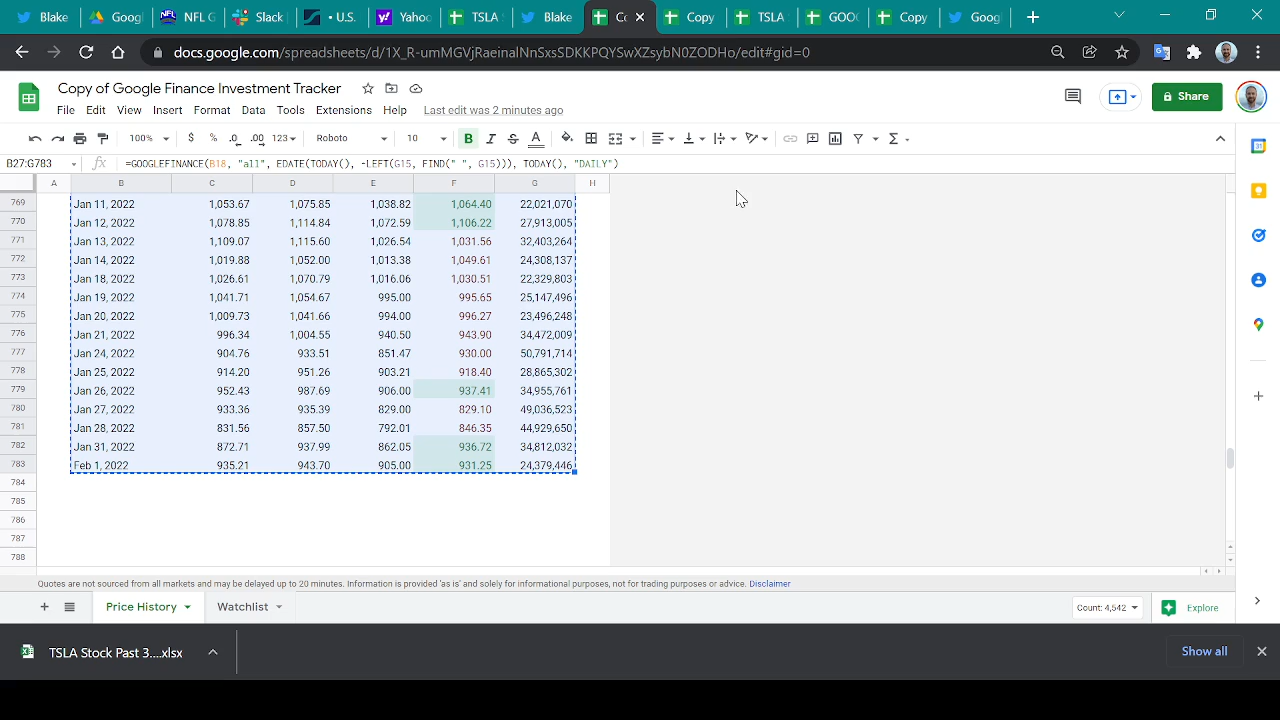 Blake
Googl
NFL G
Slack
• U.S.
Yahoo
TSLA
Blake
Co
Copy
TSLA
GOO
Copy
Googl
docs.google.com/spreadsheets/d/1X_R-umMGVjRaeinalNnSxsSDKKPQYSwXZsybN0ZODHo/edit#gid=0
Copy of Google Finance Investment Tracker
File Edit View Insert Format Data Tools Extensions Help Last edit was 2 minutes ago
Share
100% $ % .0 .00 123 Roboto 10 B I S A
B27:G783 fx =GOOGLEFINANCE(B18, "all", EDATE(TODAY(), -LEFT(G15, FIND(" ", G15))), TODAY(), "DAILY")
A B C D E F G H
769 Jan 11, 2022 1,053.67 1,075.85 1,038.82 1,064.40 22,021,070
770 Jan 12, 2022 1,078.85 1,114.84 1,072.59 1,106.22 27,913,005
771 Jan 13, 2022 1,109.07 1,115.60 1,026.54 1,031.56 32,403,264
772 Jan 14, 2022 1,019.88 1,052.00 1,013.38 1,049.61 24,308,137
773 Jan 18, 2022 1,026.61 1,070.79 1,016.06 1,030.51 22,329,803
774 Jan 19, 2022 1,041.71 1,054.67 995.00 995.65 25,147,496
775 Jan 20, 2022 1,009.73 1,041.66 994.00 996.27 23,496,248
776 Jan 21, 2022 996.34 1,004.55 940.50 943.90 34,472,009
777 Jan 24, 2022 904.76 933.51 851.47 930.00 50,791,714
778 Jan 25, 2022 914.20 951.26 903.21 918.40 28,865,302
779 Jan 26, 2022 952.43 987.69 906.00 937.41 34,955,761
780 Jan 27, 2022 933.36 935.39 829.00 829.10 49,036,523
781 Jan 28, 2022 831.56 857.50 792.01 846.35 44,929,650
782 Jan 31, 2022 872.71 937.99 862.05 936.72 34,812,032
783 Feb 1, 2022 935.21 943.70 905.00 931.25 24,379,446
784
785
786
787
788
Quotes are not sourced from all markets and may be delayed up to 20 minutes. Information is provided 'as is' and solely for informational purposes, not for trading purposes or advice. Disclaimer
Price History Watchlist Count: 4,542 Explore
TSLA Stock Past 3....xlsx Show all